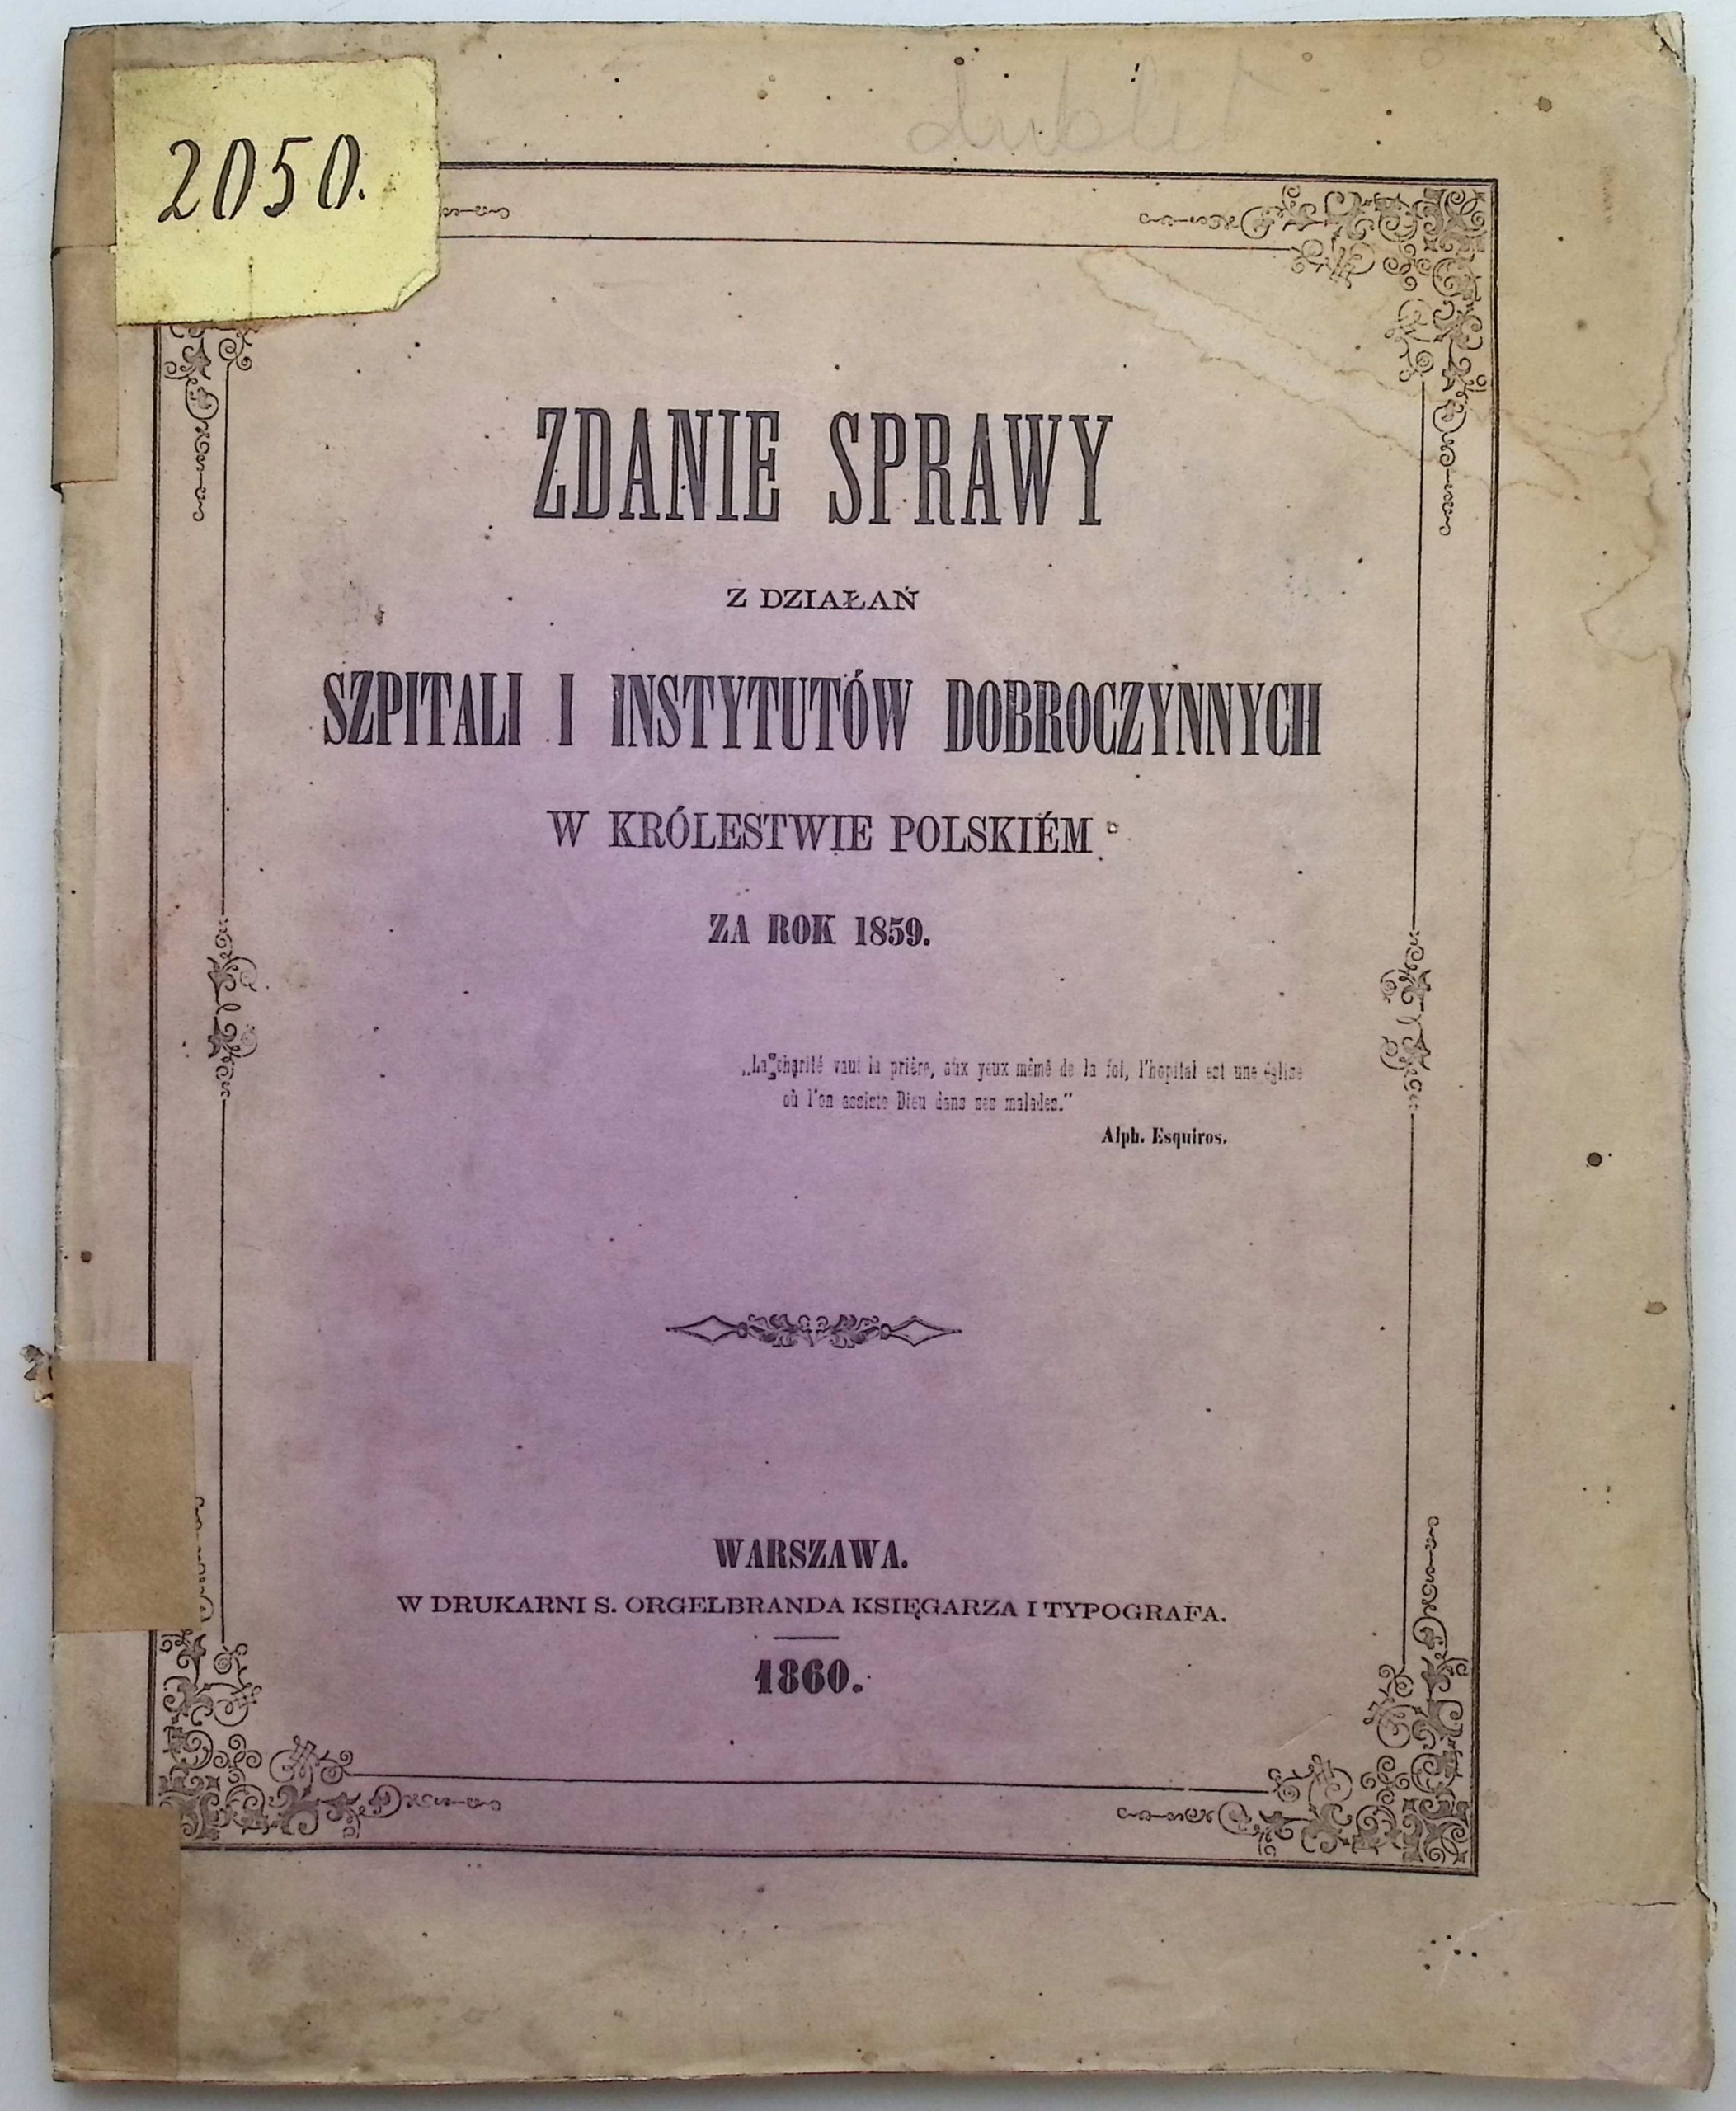 dublet
2050.
ZDANIE SPRAWY
Z DZIAŁAŃ
SZPITALI I INSTYTUTÓW DOBROCZYNNYCH
W KRÓLESTWIE POLSKIÉM
ZA ROK 1859.
„La charité vaut la prière, aux yeux mêmê de la foi, l'hopital est une église
où l'on assiste Dieu dans ses malades.”
Alph. Esquiros.
WARSZAWA.
W DRUKARNI S. ORGELBRANDA KSIĘGARZA I TYPOGRAFA.
1860.